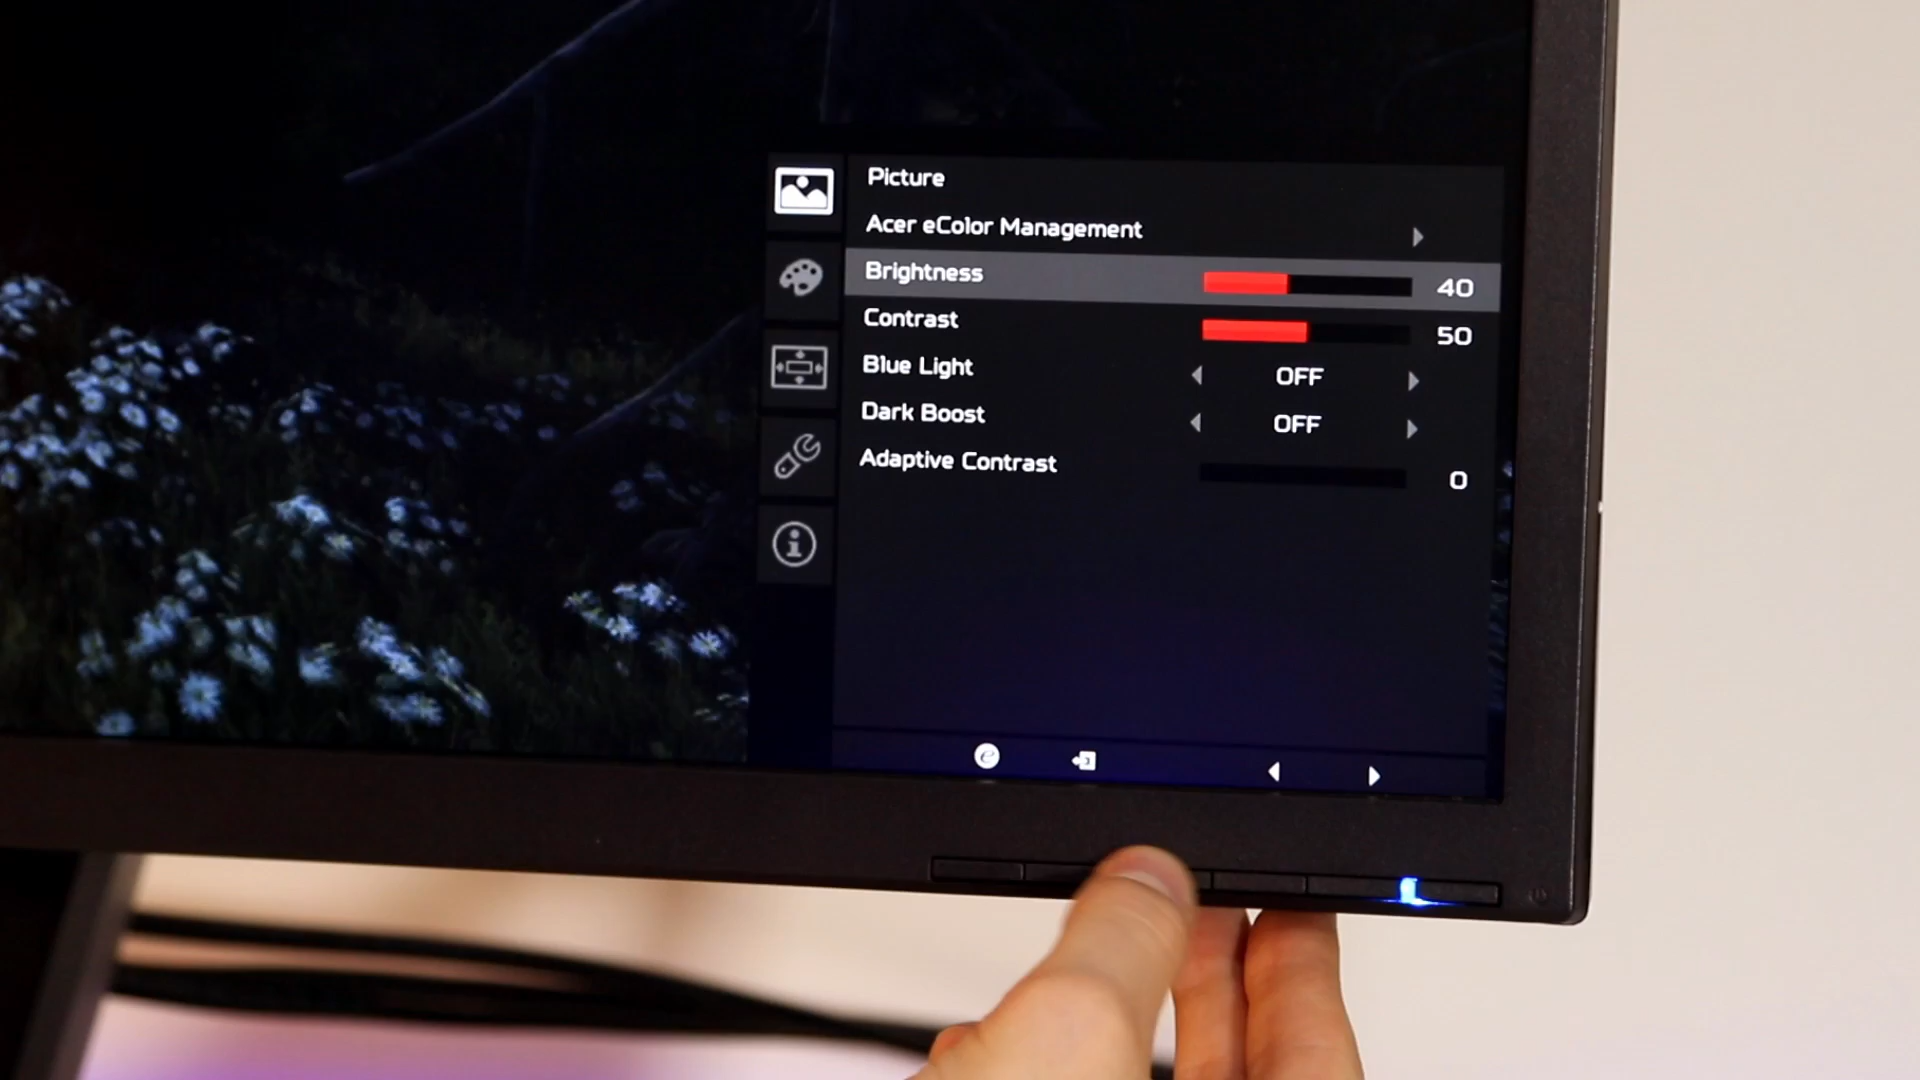 Picture
Acer eColor Management
Brightness 40
Contrast 50
Blue Light OFF
Dark Boost OFF
Adaptive Contrast 0